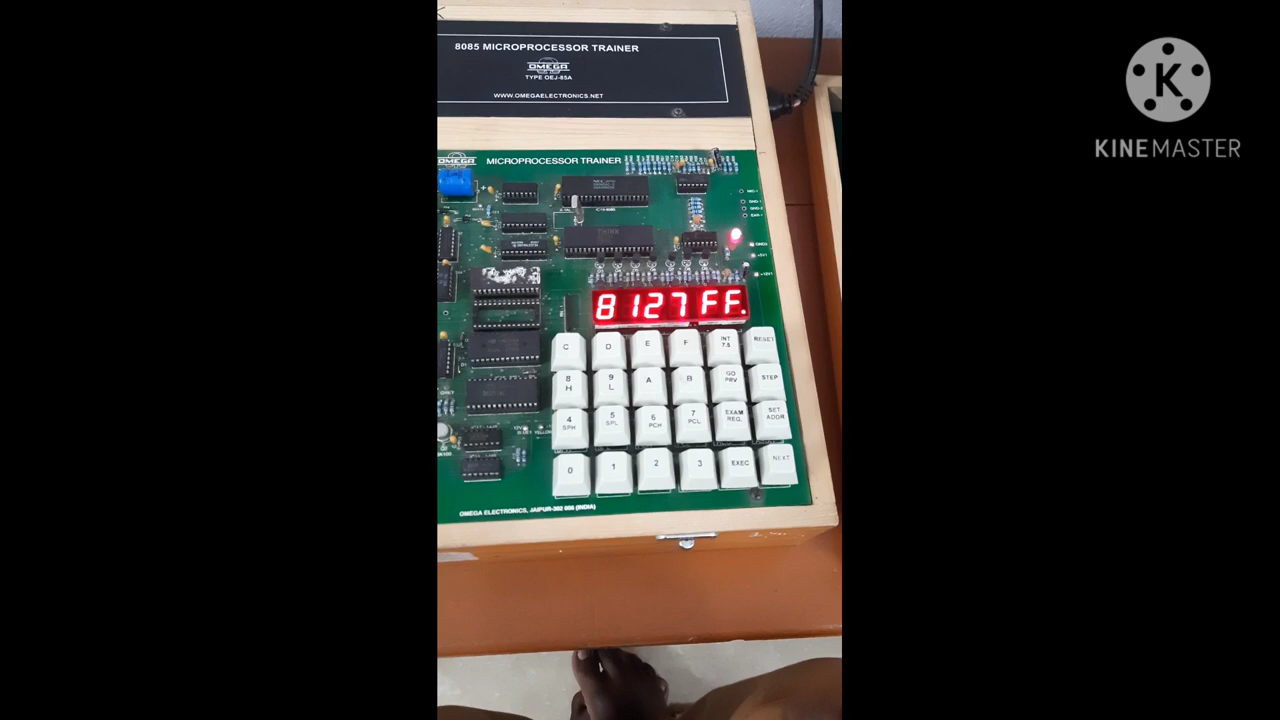 8085 MICROPROCESSOR TRAINER
OMEGA
TYPE OEJ-85A
WWW.OMEGAELECTRONICS.NET
K
KINEMASTER
OMEGA
MICROPROCESSOR TRAINER
8127FF.
C D E F INT 7.5 RESET
8 H 9 L A B GO PRV STEP
4 SPH 5 SPL 6 PCH 7 PCL EXAM REG. SET ADDR
0 1 2 3 EXEC NEXT
OMEGA ELECTRONICS, JAIPUR-302 006 (INDIA)